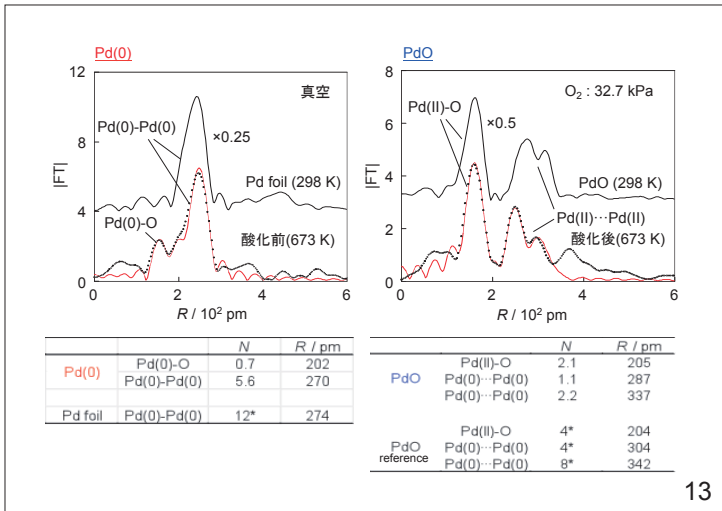 Pd(0)
12
8
4
0
|FT|
真空
Pd(0)-Pd(0)
×0.25
Pd foil (298 K)
Pd(0)-O
酸化前(673 K)
0 2 4 6
R / 10² pm
PdO
8
6
4
2
0
|FT|
O₂ : 32.7 kPa
Pd(II)-O
×0.5
PdO (298 K)
Pd(II)···Pd(II)
酸化後(673 K)
0 2 4 6
R / 10² pm
N R / pm
Pd(0) Pd(0)-O 0.7 202
Pd(0)-Pd(0) 5.6 270
Pd foil Pd(0)-Pd(0) 12* 274
N R / pm
Pd(II)-O 2.1 205
PdO Pd(0)···Pd(0) 1.1 287
Pd(0)···Pd(0) 2.2 337
Pd(II)-O 4* 204
PdO Pd(0)···Pd(0) 4* 304
reference Pd(0)···Pd(0) 8* 342
13